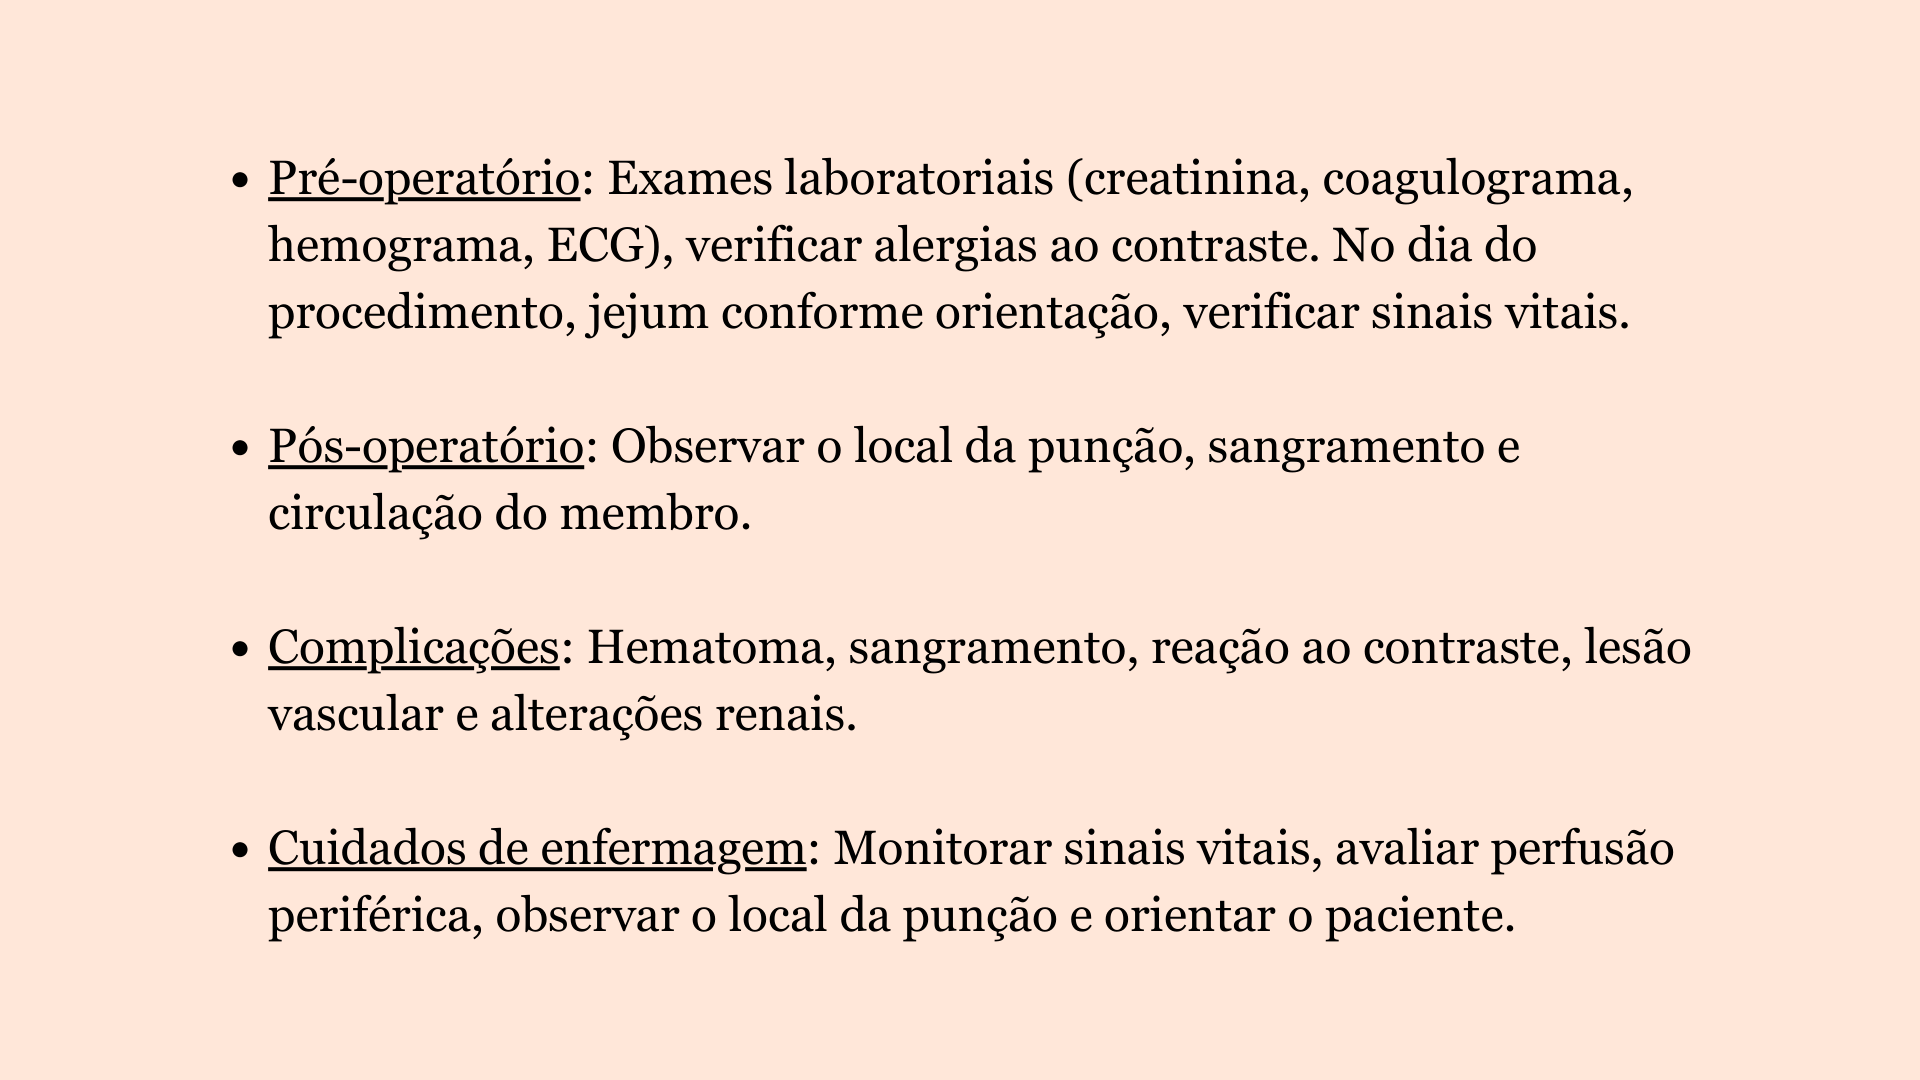 • Pré-operatório: Exames laboratoriais (creatinina, coagulograma,
hemograma, ECG), verificar alergias ao contraste. No dia do
procedimento, jejum conforme orientação, verificar sinais vitais.
• Pós-operatório: Observar o local da punção, sangramento e
circulação do membro.
• Complicações: Hematoma, sangramento, reação ao contraste, lesão
vascular e alterações renais.
• Cuidados de enfermagem: Monitorar sinais vitais, avaliar perfusão
periférica, observar o local da punção e orientar o paciente.